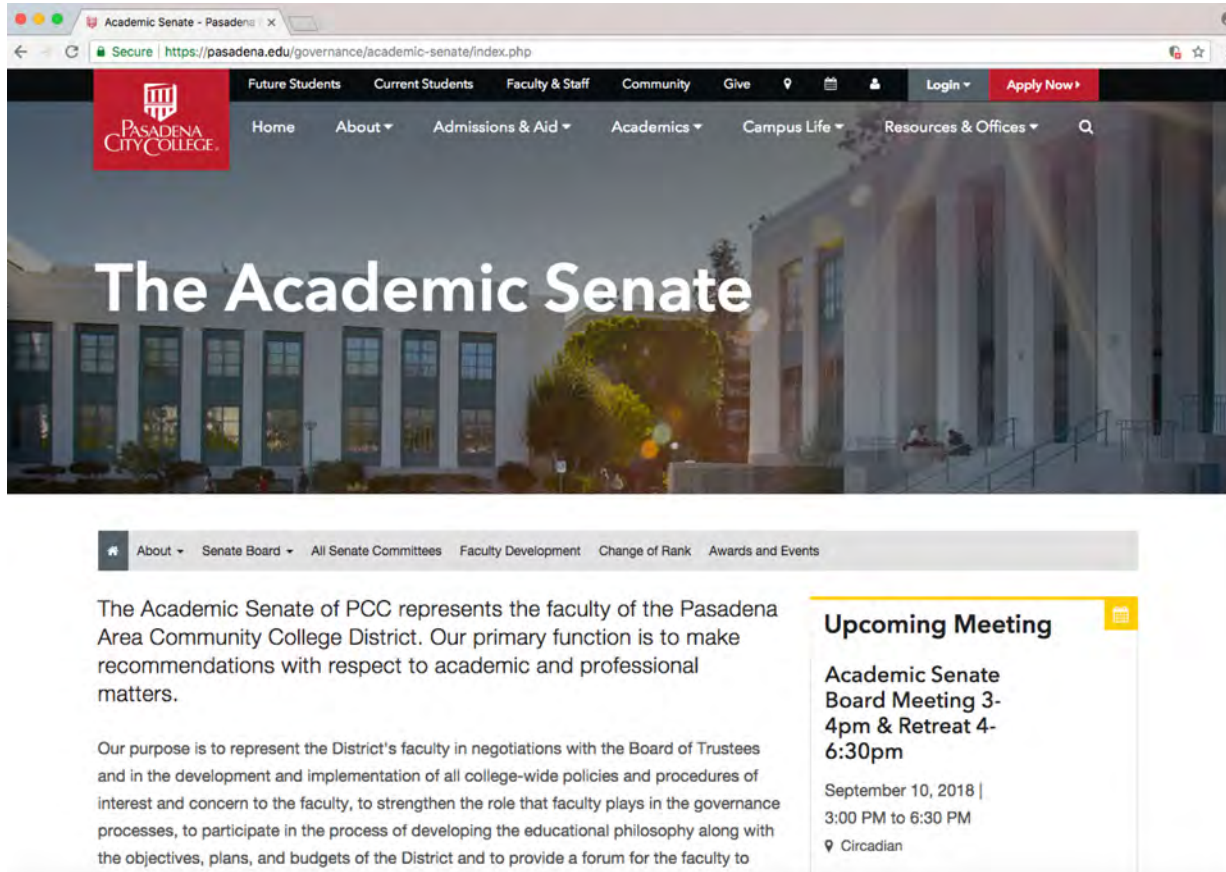 Academic Senate - Pasadena
Secure https://pasadena.edu/governance/academic-senate/index.php
Future Students Current Students Faculty & Staff Community Give Login Apply Now
PASADENA
CITY COLLEGE
Home About Admissions & Aid Academics Campus Life Resources & Offices
The Academic Senate
About Senate Board All Senate Committees Faculty Development Change of Rank Awards and Events
The Academic Senate of PCC represents the faculty of the Pasadena
Area Community College District. Our primary function is to make
recommendations with respect to academic and professional
matters.
Our purpose is to represent the District's faculty in negotiations with the Board of Trustees
and in the development and implementation of all college-wide policies and procedures of
interest and concern to the faculty, to strengthen the role that faculty plays in the governance
processes, to participate in the process of developing the educational philosophy along with
the objectives, plans, and budgets of the District and to provide a forum for the faculty to
Upcoming Meeting
Academic Senate
Board Meeting 3-
4pm & Retreat 4-
6:30pm
September 10, 2018 |
3:00 PM to 6:30 PM
Circadian